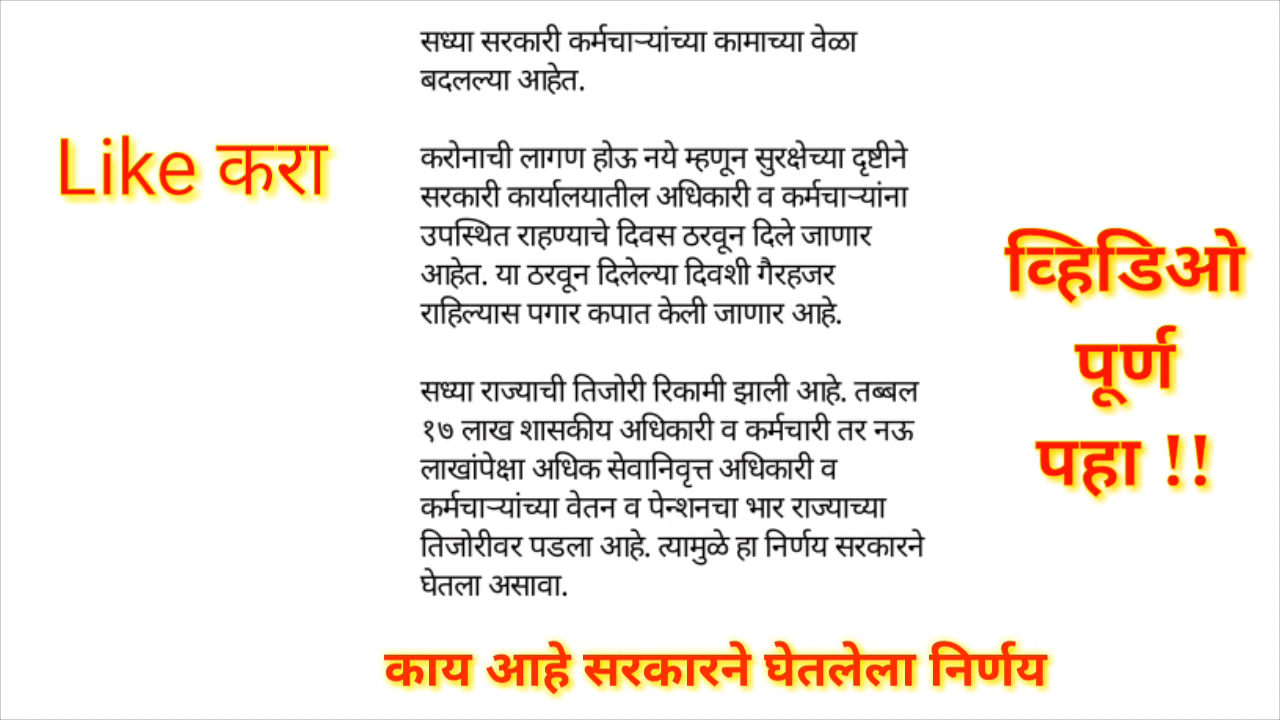 सध्या सरकारी कर्मचाऱ्यांच्या कामाच्या वेळा
बदलल्या आहेत.
Like करा
करोनाची लागण होऊ नये म्हणून सुरक्षेच्या दृष्टीने
सरकारी कार्यालयातील अधिकारी व कर्मचाऱ्यांना
उपस्थित राहण्याचे दिवस ठरवून दिले जाणार
आहेत. या ठरवून दिलेल्या दिवशी गैरहजर
राहिल्यास पगार कपात केली जाणार आहे.
व्हिडिओ
पूर्ण
पहा !!
सध्या राज्याची तिजोरी रिकामी झाली आहे. तब्बल
१७ लाख शासकीय अधिकारी व कर्मचारी तर नऊ
लाखांपेक्षा अधिक सेवानिवृत्त अधिकारी व
कर्मचाऱ्यांच्या वेतन व पेन्शनचा भार राज्याच्या
तिजोरीवर पडला आहे. त्यामुळे हा निर्णय सरकारने
घेतला असावा.
काय आहे सरकारने घेतलेला निर्णय